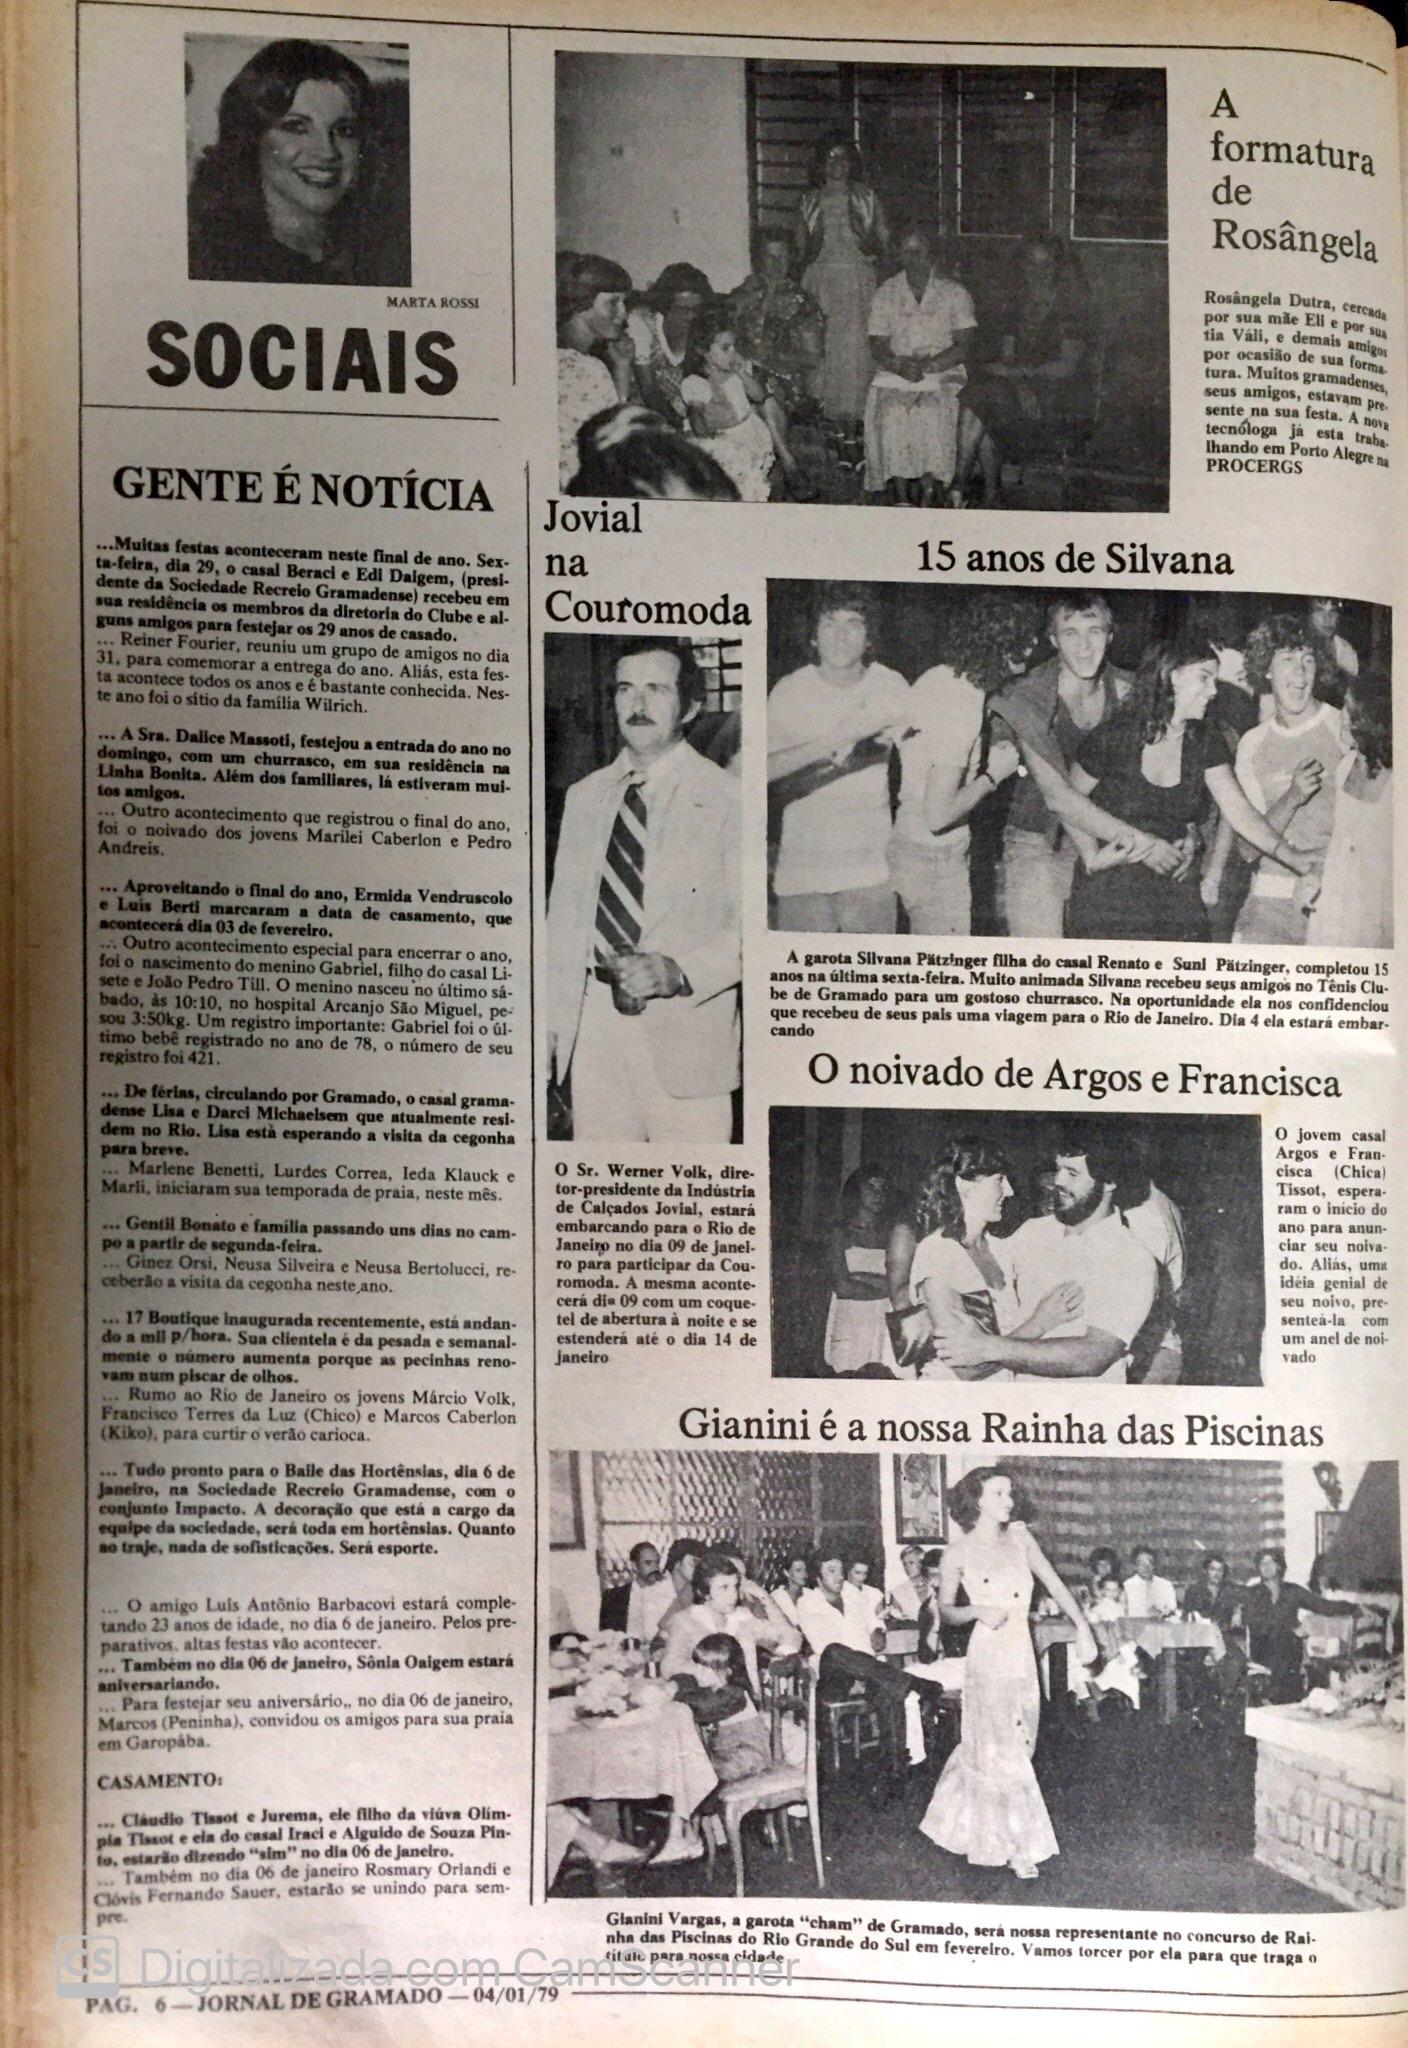 MARTA ROSSI
SOCIAIS
GENTE É NOTÍCIA
...Muitas festas aconteceram neste final de ano. Sex-
ta-feira, dia 29, o casal Beraci e Edi Daigem, (presi-
dente da Sociedade Recreio Gramadense) recebeu em
sua residência os membros da diretoria do Clube e al-
guns amigos para festejar os 29 anos de casado.
... Reiner Fourier, reuniu um grupo de amigos no dia
31, para comemorar a entrega do ano. Aliás, esta fes-
ta acontece todos os anos e é bastante conhecida. Nes-
te ano foi o sítio da família Wilrich.
... A Sra. Dalice Massoti, festejou a entrada do ano no
domingo, com um churrasco, em sua residência na
Linha Bonita. Além dos familiares, lá estiveram mui-
tos amigos.
... Outro acontecimento que registrou o final do ano,
foi o noivado dos jovens Marilei Caberlon e Pedro
Andreis.
... Aproveitando o final do ano, Ermida Vendruscolo
e Luis Berti marcaram a data de casamento, que
acontecerá dia 03 de fevereiro.
... Outro acontecimento especial para encerrar o ano,
foi o nascimento do menino Gabriel, filho do casal Li-
sete e João Pedro Till. O menino nasceu no último sá-
bado, às 10:10, no hospital Arcanjo São Miguel, pe-
sou 3:50kg. Um registro importante: Gabriel foi o úl-
timo bebê registrado no ano de 78, o número de seu
registro foi 421.
... De férias, circulando por Gramado, o casal grama-
dense Lisa e Darci Michaelsem que atualmente resi-
dem no Rio. Lisa está esperando a visita da cegonha
para breve.
... Marlene Benetti, Lurdes Correa, Ieda Klauck e
Marli, iniciaram sua temporada de praia, neste mês.
... Gentil Bonato e família passando uns dias no cam-
po a partir de segunda-feira.
... Ginez Orsi, Neusa Silveira e Neusa Bertolucci, re-
ceberão a visita da cegonha neste ano.
... 17 Boutique inaugurada recentemente, está andan-
do a mil p/hora. Sua clientela é da pesada e semanal-
mente o número aumenta porque as pecinhas reno-
vam num piscar de olhos.
... Rumo ao Rio de Janeiro os jovens Márcio Volk,
Francisco Terres da Luz (Chico) e Marcos Caberlon
(Kiko), para curtir o verão carioca.
... Tudo pronto para o Baile das Hortênsias, dia 6 de
Janeiro, na Sociedade Recreio Gramadense, com o
conjunto Impacto. A decoração que está a cargo da
equipe da sociedade, será toda em hortênsias. Quanto
ao traje, nada de sofisticações. Será esporte.
... O amigo Luís Antônio Barbacovi estará comple-
tando 23 anos de idade, no dia 6 de janeiro. Pelos pre-
parativos, altas festas vão acontecer.
... Também no dia 06 de janeiro, Sônia Oaigem estará
aniversariando.
... Para festejar seu aniversário,, no dia 06 de janeiro,
Marcos (Peninha), convidou os amigos para sua praia
em Garopába.
CASAMENTO:
... Cláudio Tissot e Jurema, ele filho da viúva Olím-
pia Tissot e ela do casal Iraci e Alguido de Souza Pin-
to, estarão dizendo "sim" no dia 06 de janeiro.
... Também no dia 06 de janeiro Rosmary Orlandi e
Clóvis Fernando Sauer, estarão se unindo para sem-
pre.
A
formatura
de
Rosângela
Rosângela Dutra, cercada
por sua mãe Eli e por sua
tia Váli, e demais amigos
por ocasião de sua forma-
tura. Muitos gramadenses,
seus amigos, estavam pre-
sente na sua festa. A nova
tecnóloga já esta traba-
lhando em Porto Alegre na
PROCERGS
Jovial
na
Couromoda
O Sr. Werner Volk, dire-
tor-presidente da Indústria
de Calçados Jovial, estará
embarcando para o Rio de
Janeiro no dia 09 de janei-
ro para participar da Cou-
romoda. A mesma aconte-
cerá dia 09 com um coque-
tel de abertura à noite e se
estenderá até o dia 14 de
janeiro
15 anos de Silvana
A garota Silvana Pätzinger filha do casal Renato e Suni Pätzinger, completou 15
anos na última sexta-feira. Muito animada Silvana recebeu seus amigos no Tênis Clu-
be de Gramado para um gostoso churrasco. Na oportunidade ela nos confidenciou
que recebeu de seus pais uma viagem para o Rio de Janeiro. Dia 4 ela estará embar-
cando
O noivado de Argos e Francisca
O jovem casal
Argos e Fran-
cisca (Chica)
Tissot, espera-
ram o início do
ano para anun-
ciar seu noiva-
do. Aliás, uma
idéia genial de
seu noivo, pre-
senteá-la com
um anel de noi-
vado
Gianini é a nossa Rainha das Piscinas
Gianini Vargas, a garota "cham" de Gramado, será nossa representante no concurso de Rai-
nha das Piscinas do Rio Grande do Sul em fevereiro. Vamos torcer por ela para que traga o
título para nossa cidade
CS Digitalizada com CamScanner
PAG. 6 — JORNAL DE GRAMADO — 04/01/79